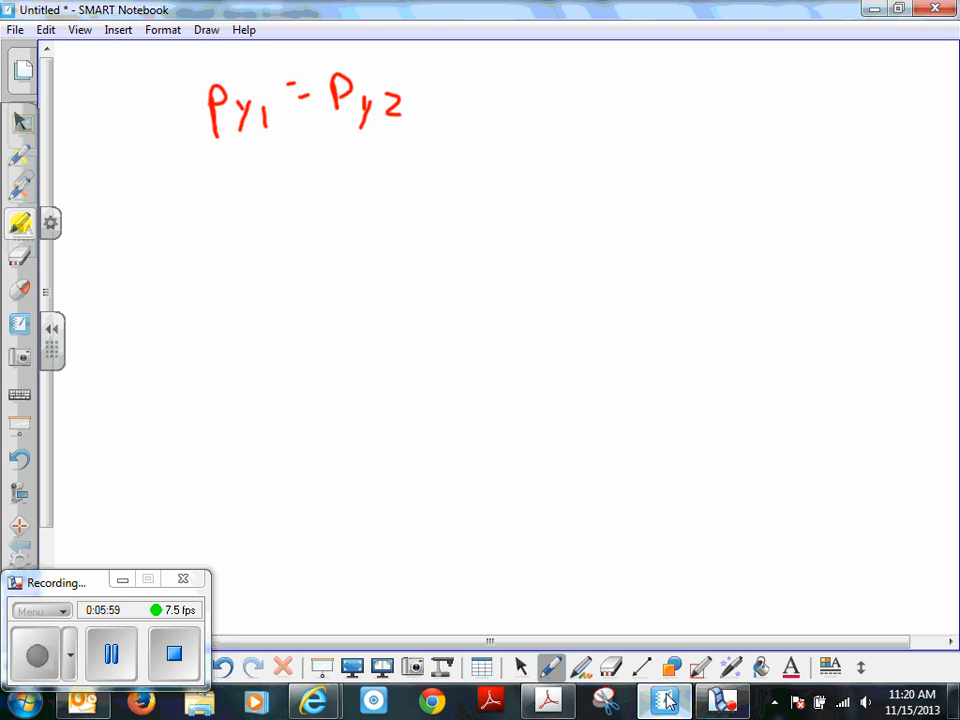 Untitled * - SMART Notebook
File Edit View Insert Format Draw Help
Py1 = Py2
Recording...
Menu 0:05:59 7.5 fps
11:20 AM
11/15/2013